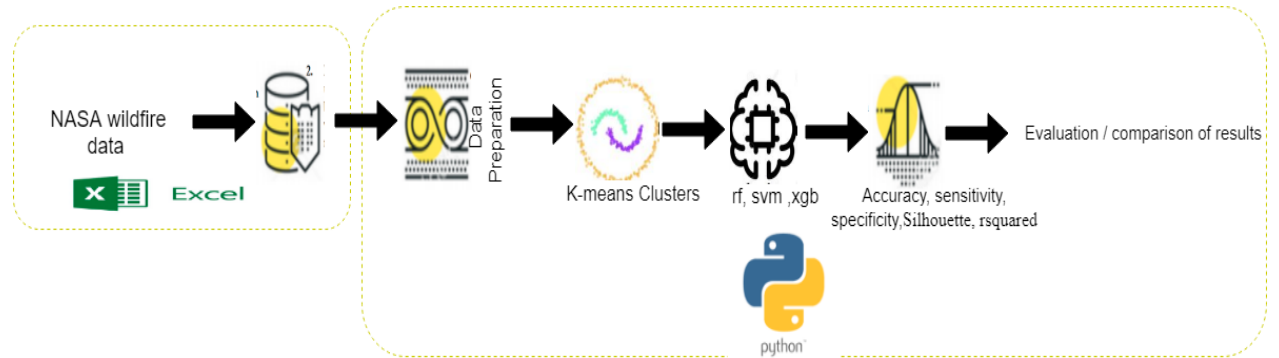 NASA wildfire
data
X
Excel
2.
Data
Preparation
K-means Clusters
rf, svm ,xgb
Accuracy, sensitivity,
specificity,Silhouette, rsquared
Evaluation / comparison of results
python